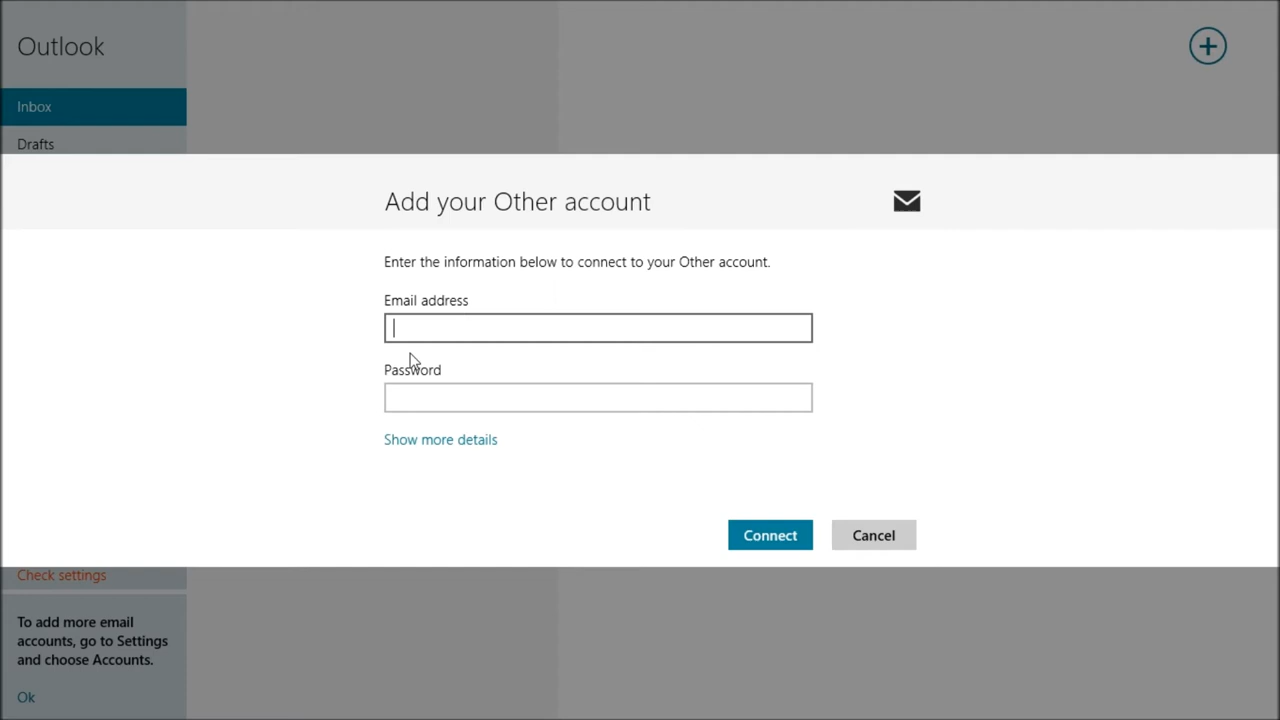 Outlook
Inbox
Drafts
Add your Other account
Enter the information below to connect to your Other account.
Email address
Password
Show more details
Connect
Cancel
Check settings
To add more email
accounts, go to Settings
and choose Accounts.
Ok